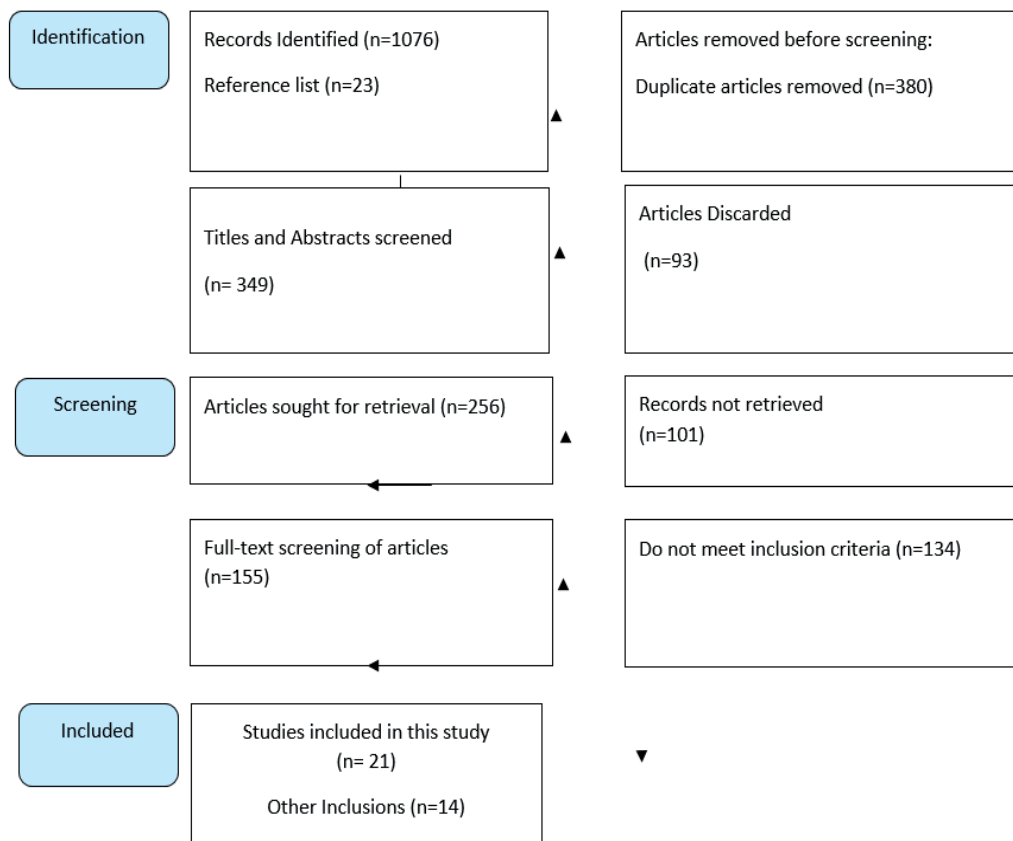 Identification
Records Identified (n=1076)
Reference list (n=23)
Articles removed before screening:
Duplicate articles removed (n=380)
Titles and Abstracts screened
(n= 349)
Articles Discarded
(n=93)
Screening
Articles sought for retrieval (n=256)
Records not retrieved
(n=101)
Full-text screening of articles
(n=155)
Do not meet inclusion criteria (n=134)
Included
Studies included in this study
(n= 21)
Other Inclusions (n=14)